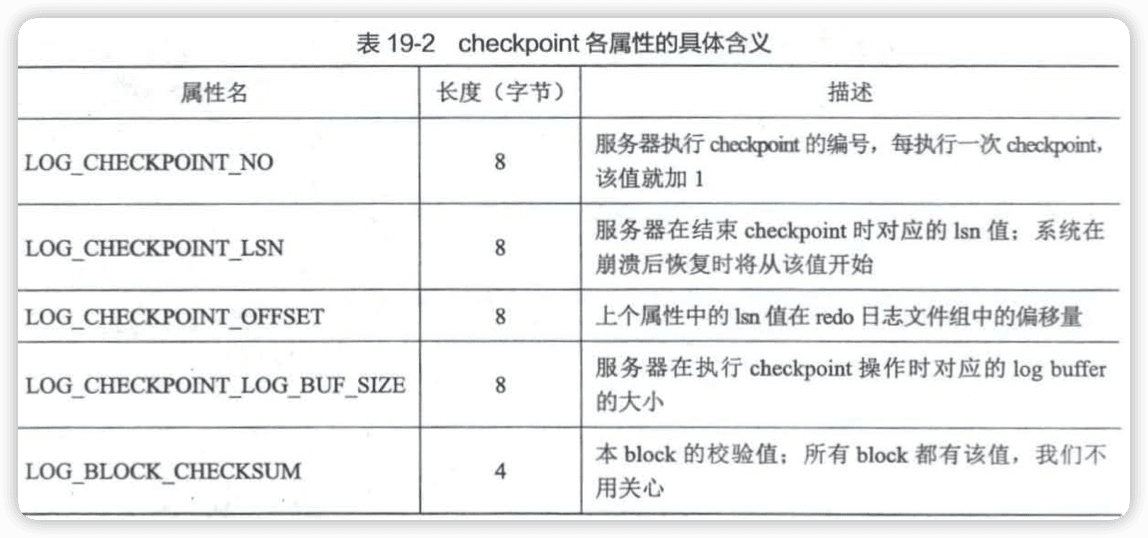 表 19-2 checkpoint 各属性的具体含义
属性名 长度（字节） 描述
LOG_CHECKPOINT_NO 8 服务器执行 checkpoint 的编号，每执行一次 checkpoint，
该值就加 1
LOG_CHECKPOINT_LSN 8 服务器在结束 checkpoint 时对应的 lsn 值；系统在
崩溃后恢复时将从该值开始
LOG_CHECKPOINT_OFFSET 8 上个属性中的 lsn 值在 redo 日志文件组中的偏移量
LOG_CHECKPOINT_LOG_BUF_SIZE 8 服务器在执行 checkpoint 操作时对应的 log buffer
的大小
LOG_BLOCK_CHECKSUM 4 本 block 的校验值；所有 block 都有该值，我们不
用关心